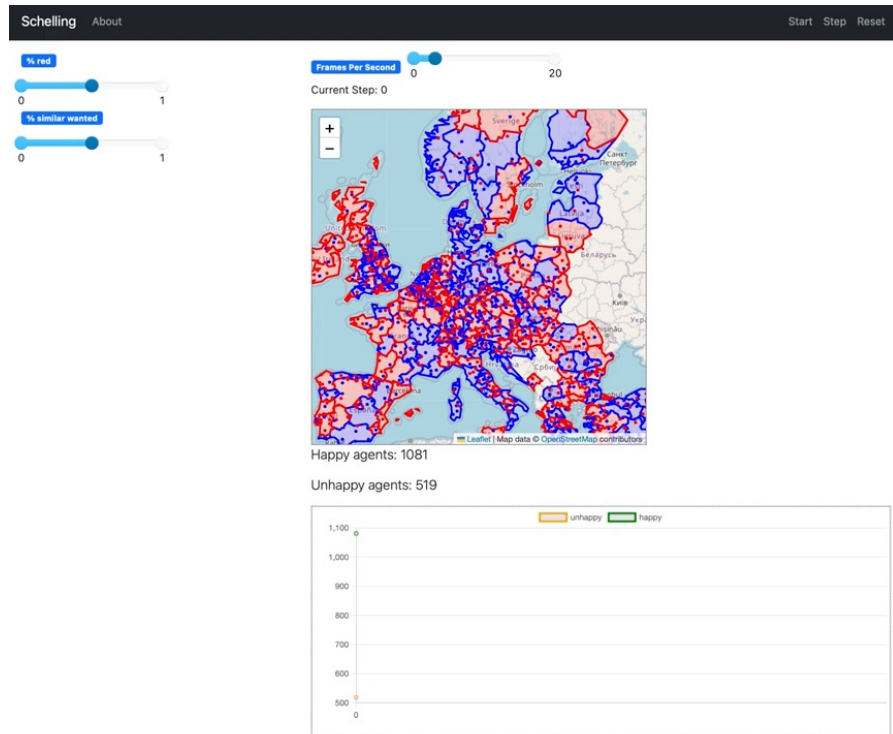 Schelling About Start Step Reset
% red
0 1
% similar wanted
0 1
Frames Per Second
0 20
Current Step: 0
+
−
Sverige
Санкт
Петербург
Latvija
Беларусь
Київ
España
Leaflet | Map data © OpenStreetMap contributors
Happy agents: 1081
Unhappy agents: 519
unhappy happy
1,100
1,000
900
800
700
600
500
0